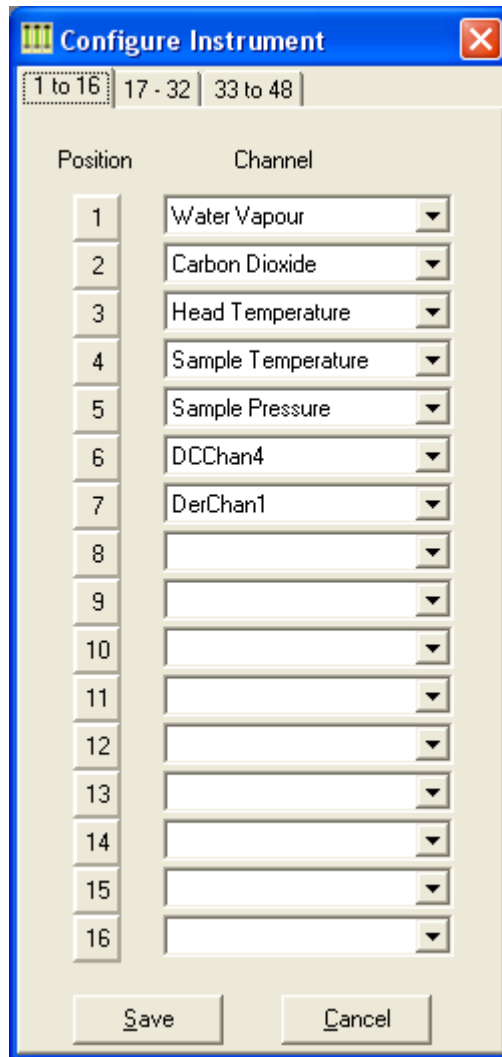 Configure Instrument
1 to 16 17 - 32 33 to 48
Position Channel
1 Water Vapour
2 Carbon Dioxide
3 Head Temperature
4 Sample Temperature
5 Sample Pressure
6 DCChan4
7 DerChan1
8
9
10
11
12
13
14
15
16
Save Cancel